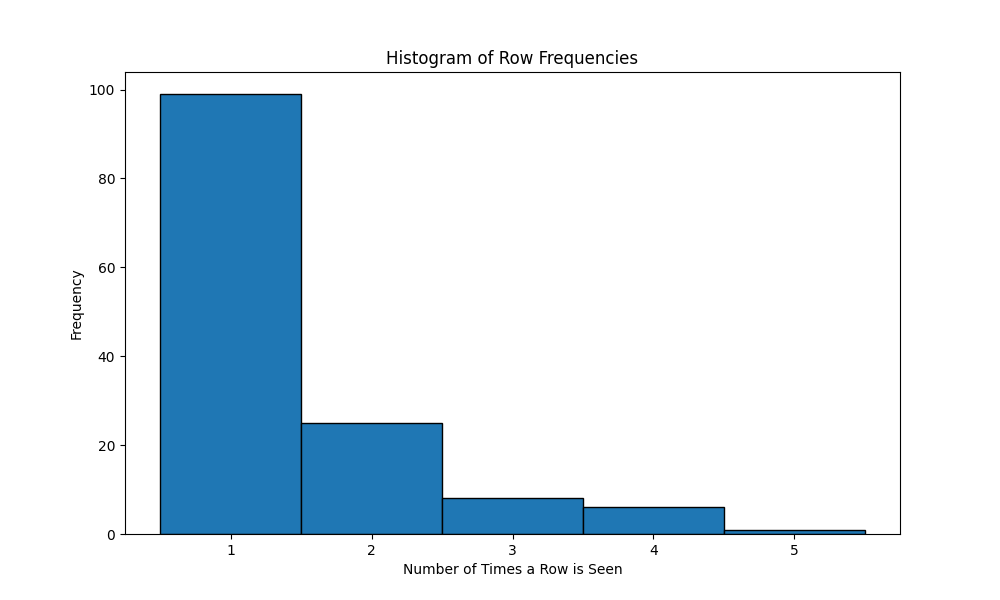 Histogram of Row Frequencies
100
80
60
40
20
0
Frequency
1 2 3 4 5
Number of Times a Row is Seen